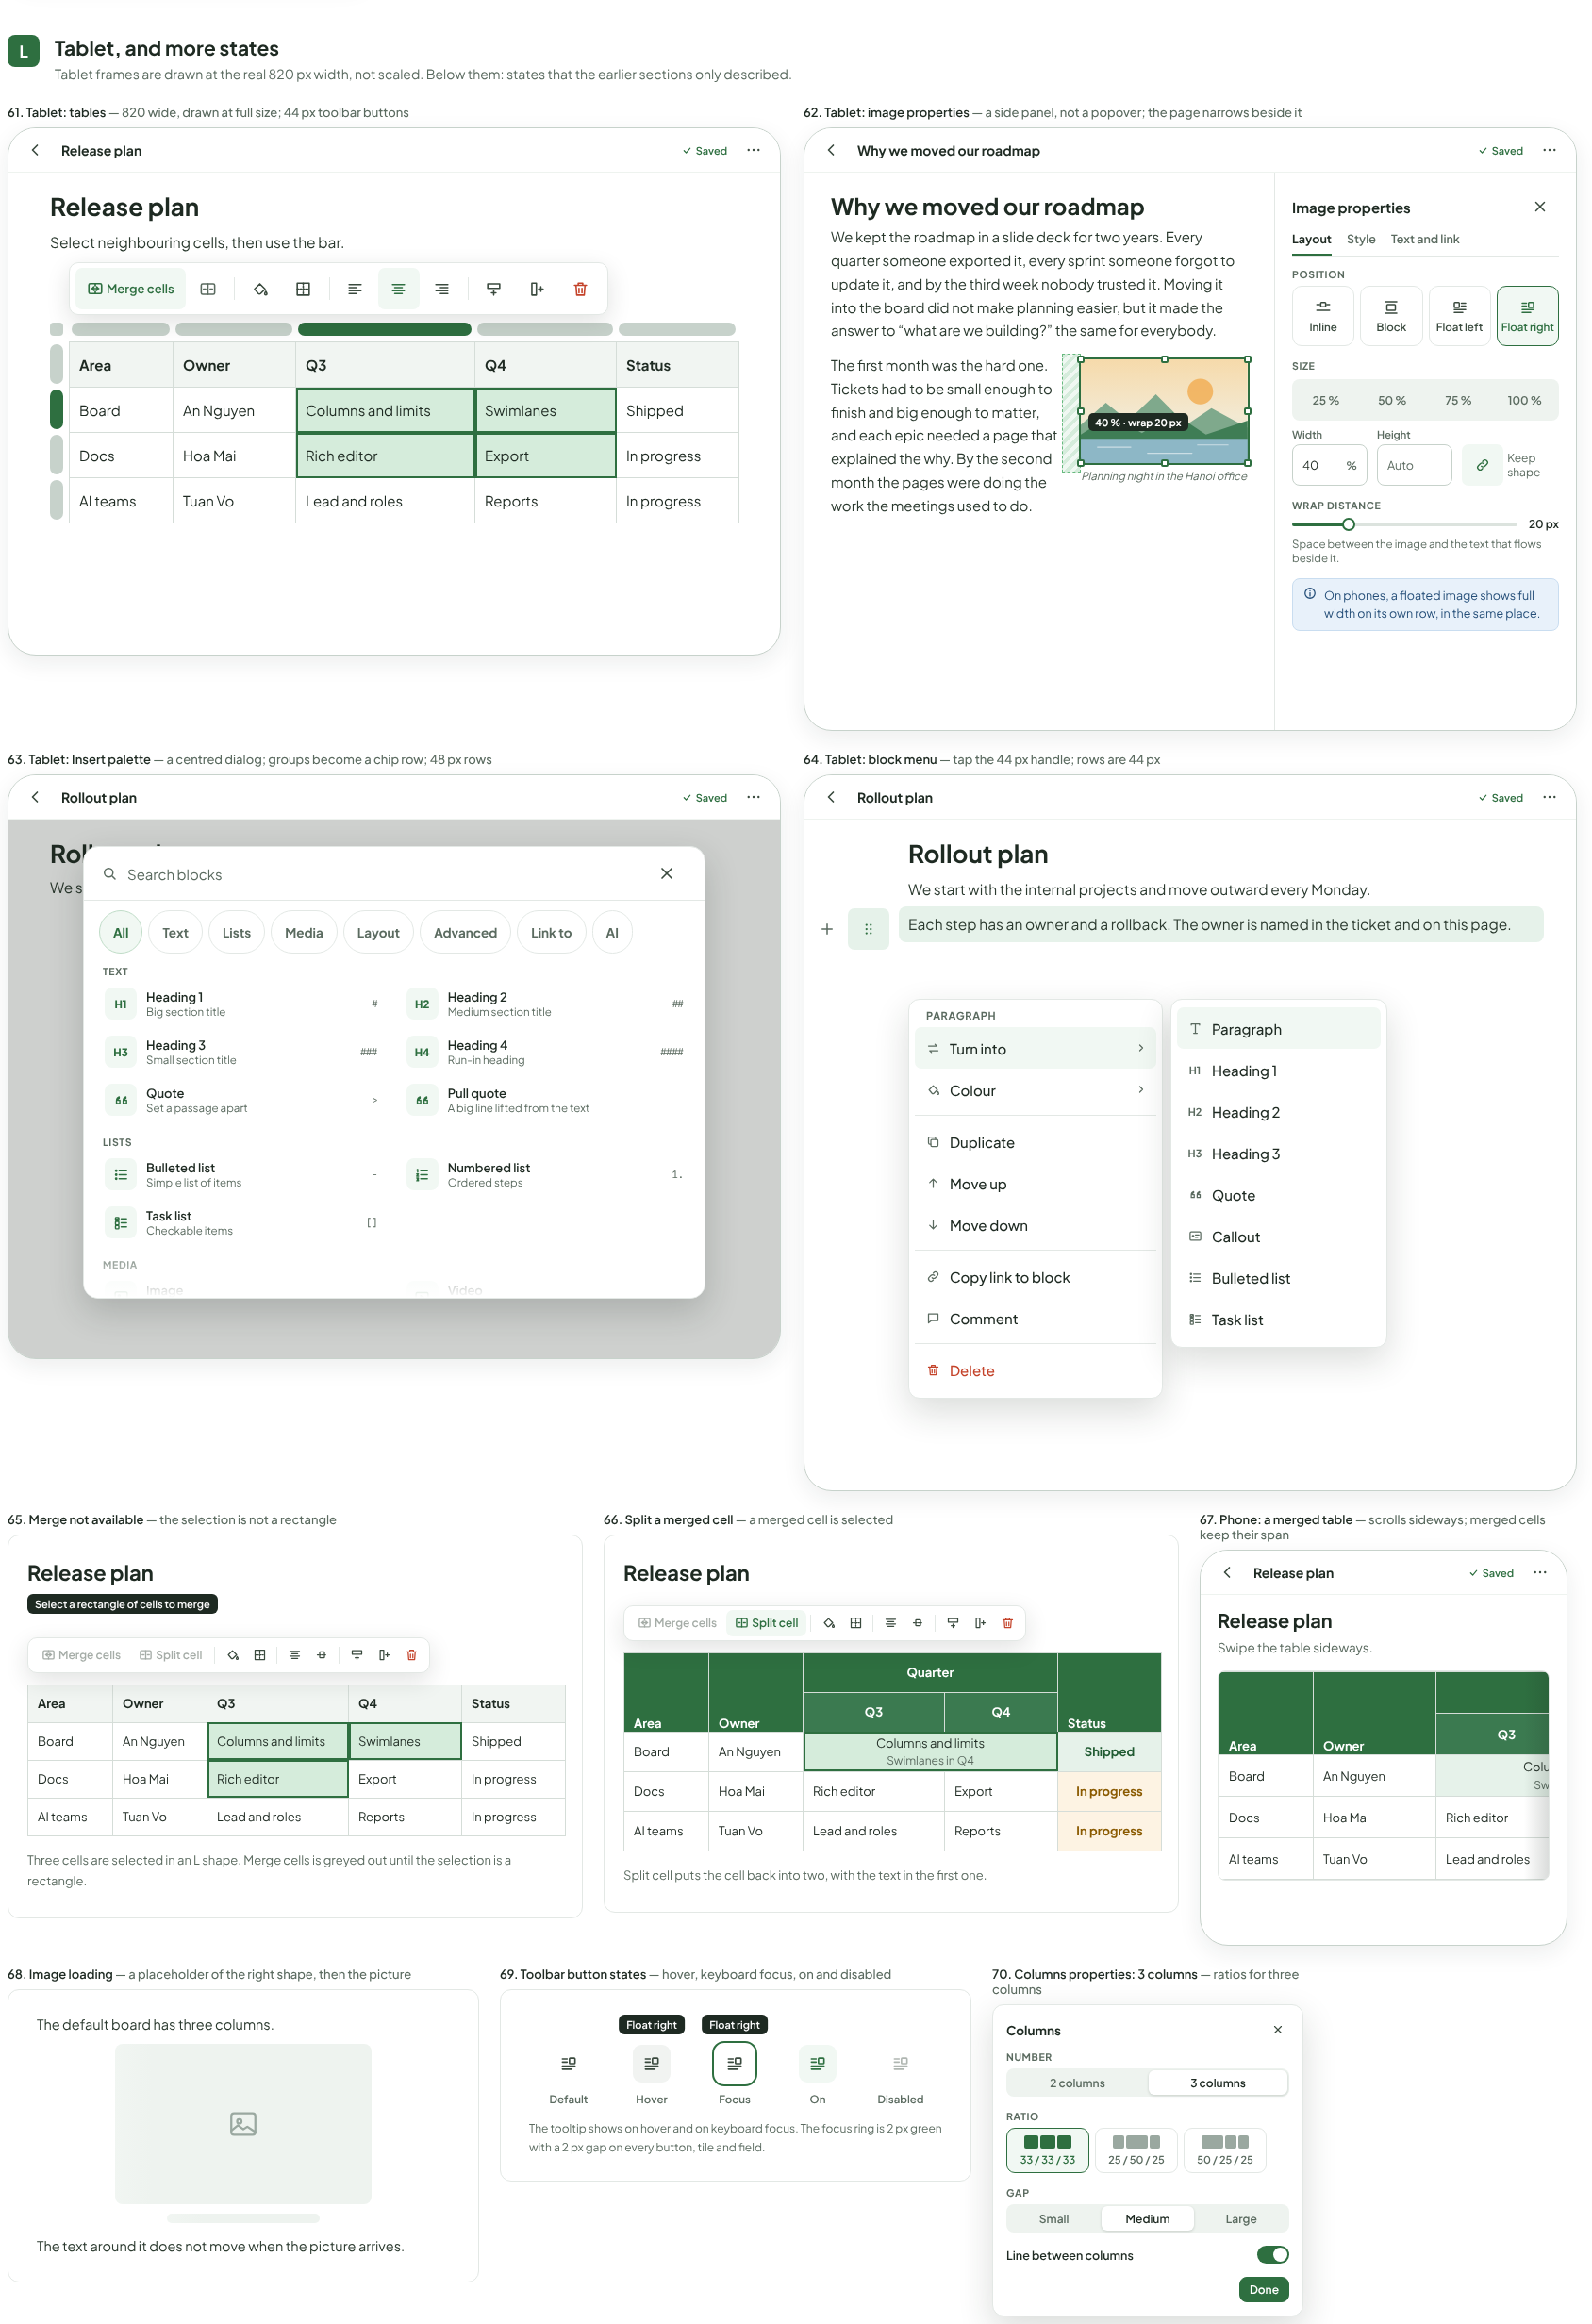 L
Tablet, and more states
Tablet frames are drawn at the real 820 px width, not scaled. Below them: states that the earlier sections only described.
61. Tablet: tables — 820 wide, drawn at full size; 44 px toolbar buttons
Release plan
Saved
Release plan
Select neighbouring cells, then use the bar.
Merge cells
Area Owner Q3 Q4 Status
Board An Nguyen Columns and limits Swimlanes Shipped
Docs Hoa Mai Rich editor Export In progress
AI teams Tuan Vo Lead and roles Reports In progress
62. Tablet: image properties — a side panel, not a popover; the page narrows beside it
Why we moved our roadmap
Saved
Why we moved our roadmap
We kept the roadmap in a slide deck for two years. Every
quarter someone exported it, every sprint someone forgot to
update it, and by the third week nobody trusted it. Moving it
into the board did not make planning easier, but it made the
answer to “what are we building?” the same for everybody.
The first month was the hard one.
Tickets had to be small enough to
finish and big enough to matter,
and each epic needed a page that
explained the why. By the second
month the pages were doing the
work the meetings used to do.
40 % · wrap 20 px
Planning night in the Hanoi office
Image properties
Layout Style Text and link
POSITION
Inline Block Float left Float right
SIZE
25 % 50 % 75 % 100 %
Width Height
40 % Auto Keep shape
WRAP DISTANCE
20 px
Space between the image and the text that flows
beside it.
On phones, a floated image shows full
width on its own row, in the same place.
63. Tablet: Insert palette — a centred dialog; groups become a chip row; 48 px rows
Rollout plan
Saved
We s
Search blocks
All Text Lists Media Layout Advanced Link to AI
TEXT
H1 Heading 1 # H2 Heading 2 ##
Big section title Medium section title
H3 Heading 3 ### H4 Heading 4 ####
Small section title Run-in heading
Quote > Pull quote
Set a passage apart A big line lifted from the text
LISTS
Bulleted list - Numbered list 1.
Simple list of items Ordered steps
Task list []
Checkable items
MEDIA
Image Video
64. Tablet: block menu — tap the 44 px handle; rows are 44 px
Rollout plan
Saved
Rollout plan
We start with the internal projects and move outward every Monday.
Each step has an owner and a rollback. The owner is named in the ticket and on this page.
PARAGRAPH
Turn into
Colour
Duplicate
Move up
Move down
Copy link to block
Comment
Delete
Paragraph
H1 Heading 1
H2 Heading 2
H3 Heading 3
Quote
Callout
Bulleted list
Task list
65. Merge not available — the selection is not a rectangle
Release plan
Select a rectangle of cells to merge
Merge cells Split cell
Area Owner Q3 Q4 Status
Board An Nguyen Columns and limits Swimlanes Shipped
Docs Hoa Mai Rich editor Export In progress
AI teams Tuan Vo Lead and roles Reports In progress
Three cells are selected in an L shape. Merge cells is greyed out until the selection is a
rectangle.
66. Split a merged cell — a merged cell is selected
Release plan
Merge cells Split cell
Quarter
Area Owner Q3 Q4 Status
Board An Nguyen Columns and limits Shipped
Swimlanes in Q4
Docs Hoa Mai Rich editor Export In progress
AI teams Tuan Vo Lead and roles Reports In progress
Split cell puts the cell back into two, with the text in the first one.
67. Phone: a merged table — scrolls sideways; merged cells
keep their span
Release plan
Saved
Release plan
Swipe the table sideways.
Area Owner Q3
Board An Nguyen Colu
Sw
Docs Hoa Mai Rich editor
AI teams Tuan Vo Lead and roles
68. Image loading — a placeholder of the right shape, then the picture
The default board has three columns.
The text around it does not move when the picture arrives.
69. Toolbar button states — hover, keyboard focus, on and disabled
Float right Float right
Default Hover Focus On Disabled
The tooltip shows on hover and on keyboard focus. The focus ring is 2 px green
with a 2 px gap on every button, tile and field.
70. Columns properties: 3 columns — ratios for three
columns
Columns
NUMBER
2 columns 3 columns
RATIO
33 / 33 / 33 25 / 50 / 25 50 / 25 / 25
GAP
Small Medium Large
Line between columns
Done